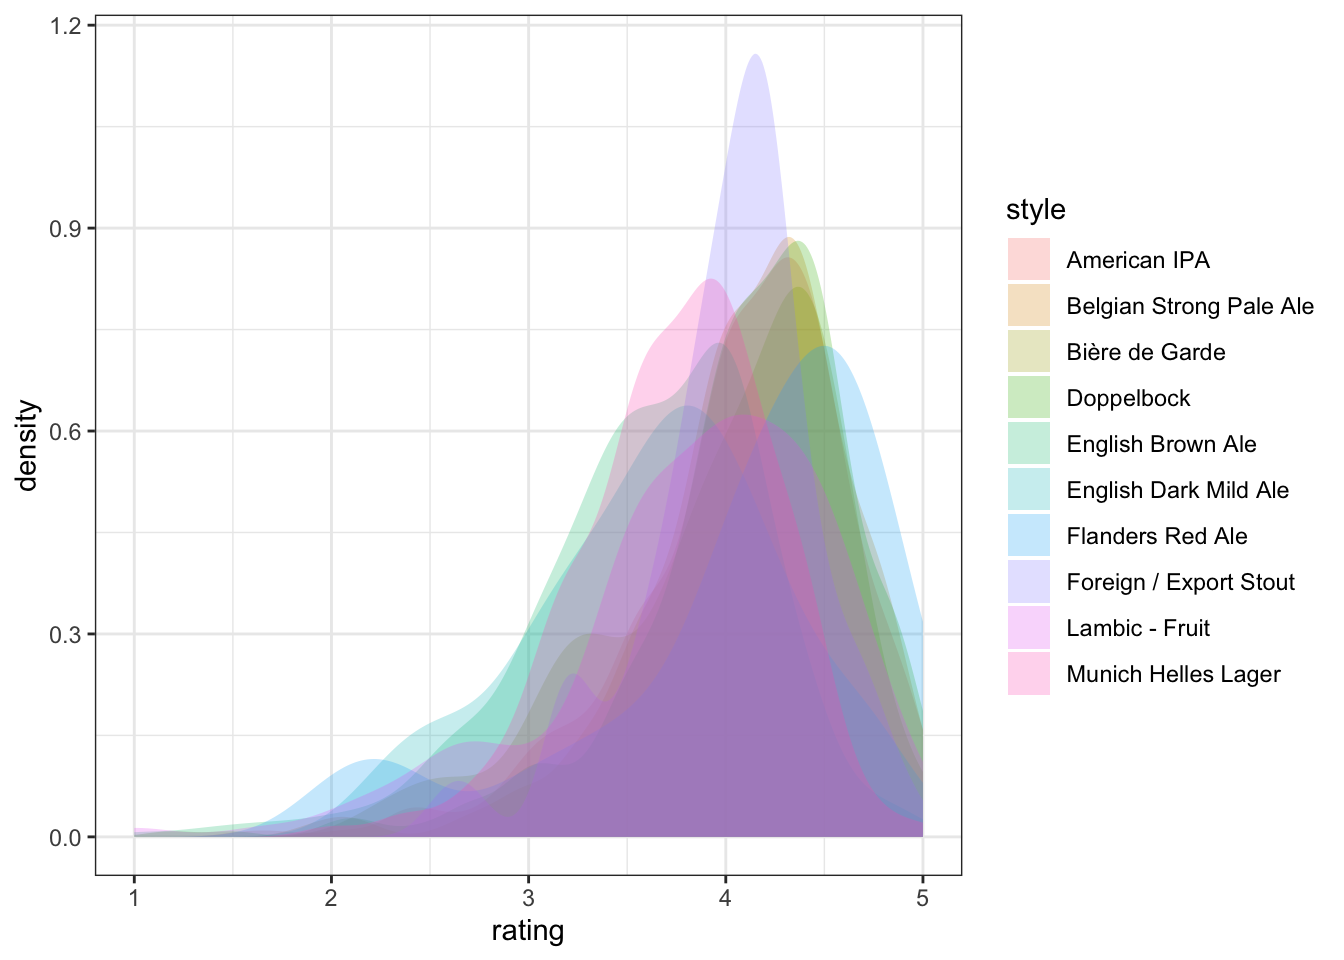 1.2
0.9
0.6
0.3
0.0
density
1 2 3 4 5
rating
style
American IPA
Belgian Strong Pale Ale
Bière de Garde
Doppelbock
English Brown Ale
English Dark Mild Ale
Flanders Red Ale
Foreign / Export Stout
Lambic - Fruit
Munich Helles Lager